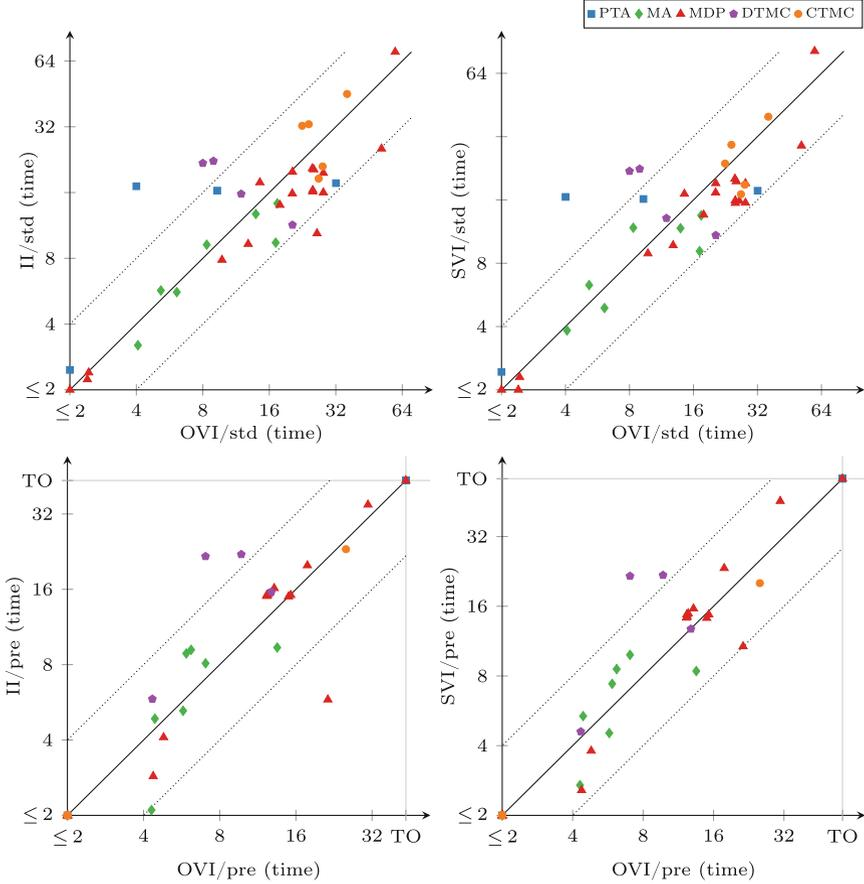 PTA MA MDP DTMC CTMC
64
32
8
4
≤ 2
II/std (time)
≤ 2 4 8 16 32 64
OVI/std (time)
64
8
4
≤ 2
SVI/std (time)
≤ 2 4 8 16 32 64
OVI/std (time)
TO
32
16
8
4
≤ 2
II/pre (time)
≤ 2 4 8 16 32 TO
OVI/pre (time)
TO
32
16
8
4
≤ 2
SVI/pre (time)
≤ 2 4 8 16 32 TO
OVI/pre (time)